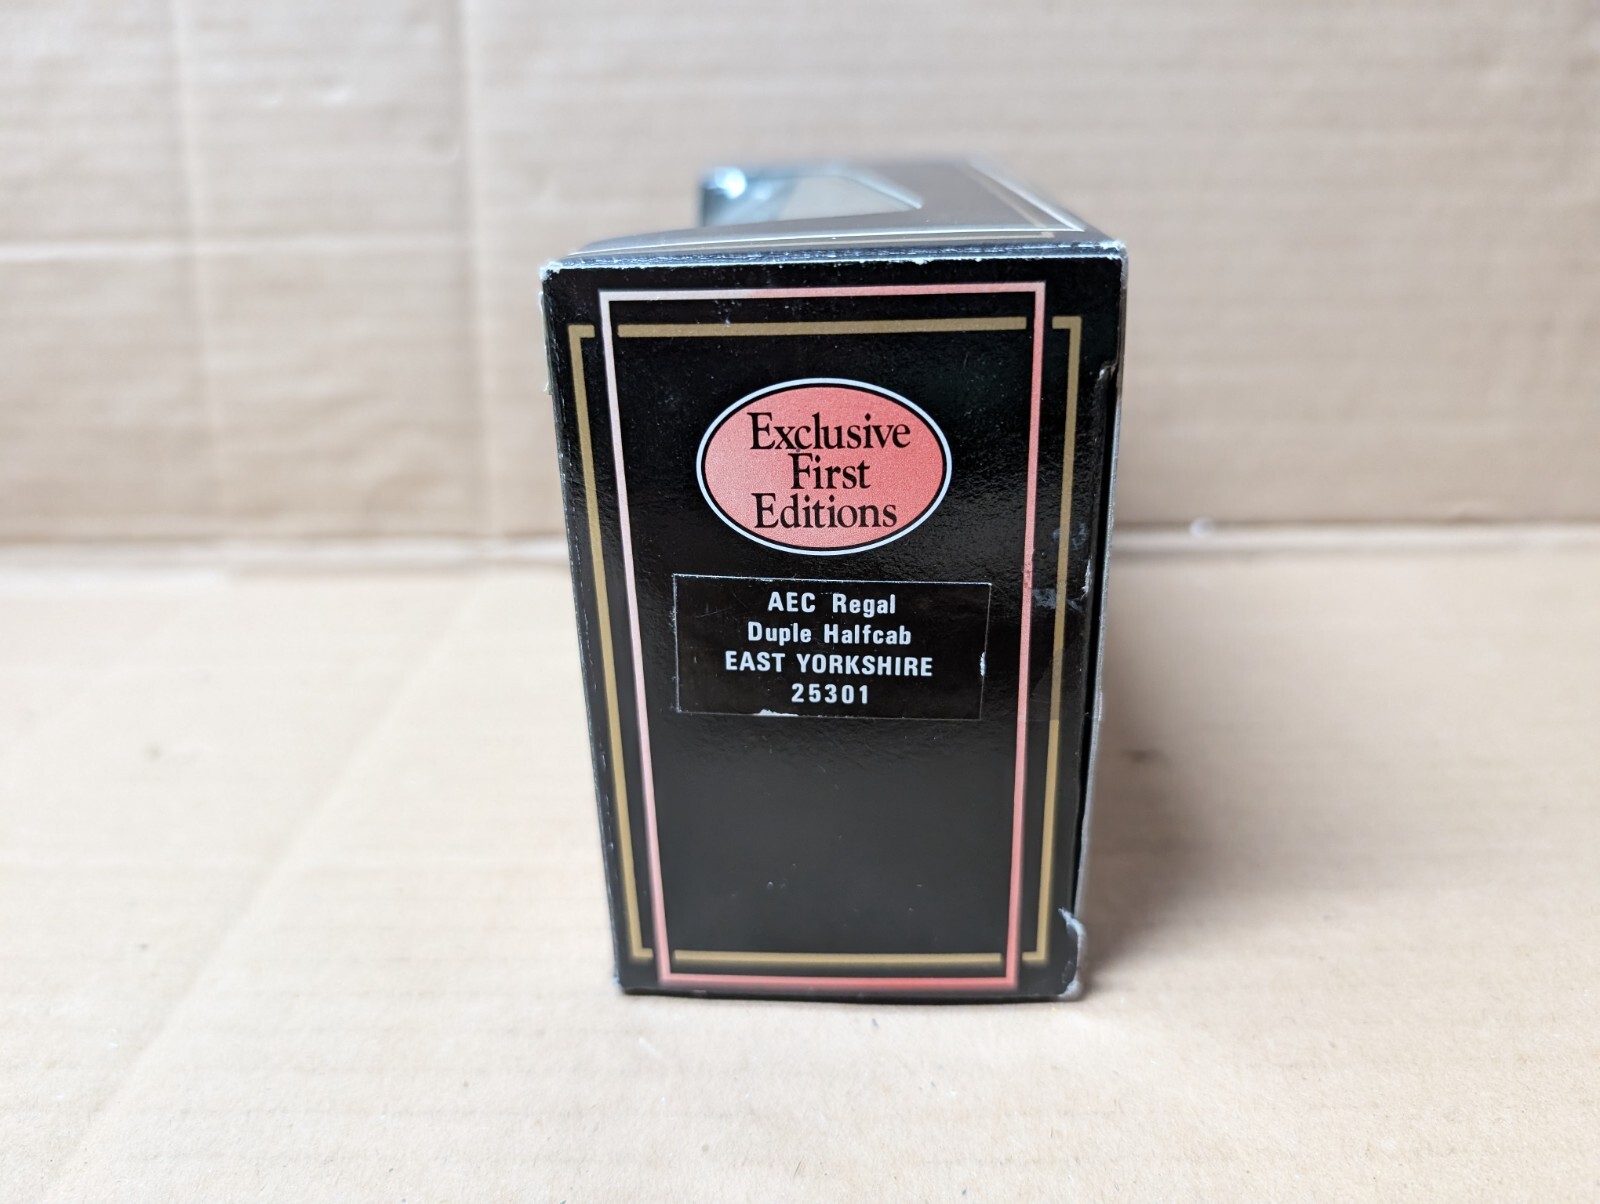 Exclusive
First
Editions
AEC Regal
Duple Halfcab
EAST YORKSHIRE
25301